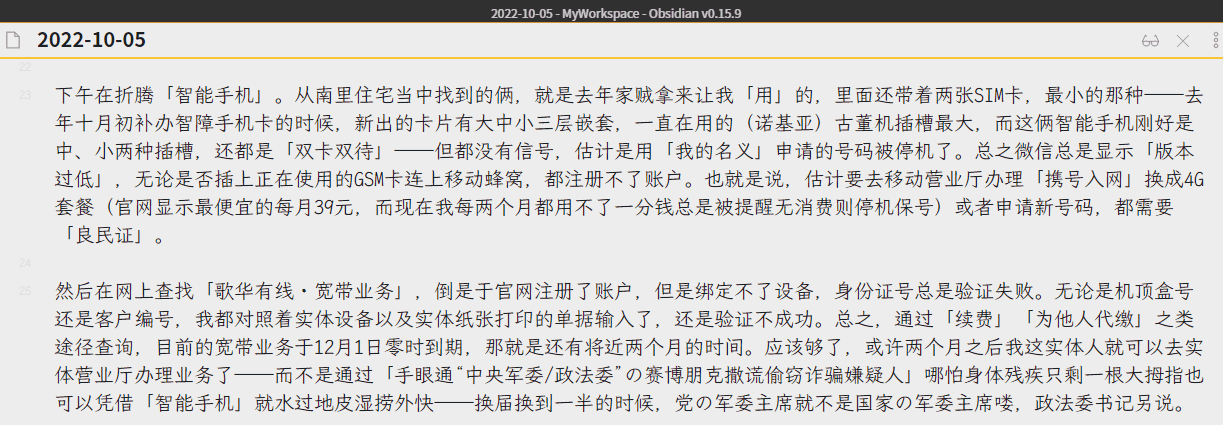 2022-10-05 - MyWorkspace - Obsidian v0.15.9
2022-10-05
22
23
下午在折腾「智能手机」。从南里住宅当中找到的俩，就是去年家贼拿来让我「用」的，里面还带着两张SIM卡，最小的那种——去
年十月初补办智障手机卡的时候，新出的卡片有大中小三层嵌套，一直在用的（诺基亚）古董机插槽最大，而这俩智能手机刚好是
中、小两种插槽，还都是「双卡双待」——但都没有信号，估计是用「我的名义」申请的号码被停机了。总之微信总是显示「版本
过低」，无论是否插上正在使用的GSM卡连上移动蜂窝，都注册不了账户。也就是说，估计要去移动营业厅办理「携号入网」换成4G
套餐（官网显示最便宜的每月39元，而现在我每两个月都用不了一分钱总是被提醒无消费则停机保号）或者申请新号码，都需要
「良民证」。
24
25
然后在网上查找「歌华有线・宽带业务」，倒是于官网注册了账户，但是绑定不了设备，身份证号总是验证失败。无论是机顶盒号
还是客户编号，我都对照着实体设备以及实体纸张打印的单据输入了，还是验证不成功。总之，通过「续费」「为他人代缴」之类
途径查询，目前的宽带业务于12月1日零时到期，那就是还有将近两个月的时间。应该够了，或许两个月之后我这实体人就可以去实
体营业厅办理业务了——而不是通过「手眼通“中央军委/政法委”の赛博朋克撒谎偷窃诈骗嫌疑人」哪怕身体残疾只剩一根大拇指也
可以凭借「智能手机」就水过地皮湿捞外快——换届换到一半的时候，党の军委主席就不是国家の军委主席喽，政法委书记另说。